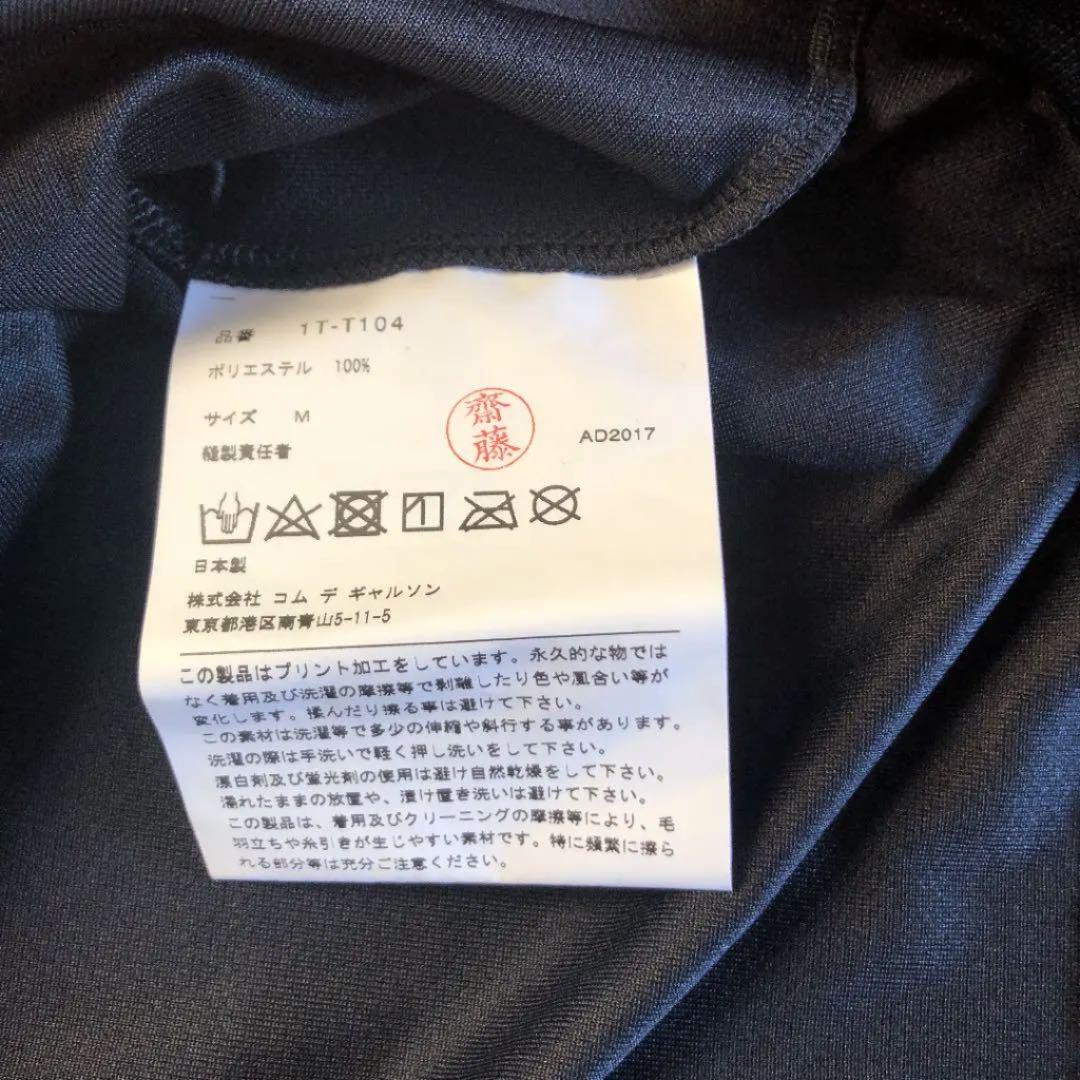 品番 1T-T104
ポリエステル 100%
サイズ M
縫製責任者
齋藤
AD2017
日本製
株式会社 コム デ ギャルソン
東京都港区南青山5-11-5
この製品はプリント加工をしています。永久的な物では
なく着用及び洗濯の摩擦等で剥離したり色や風合い等が
変化します。揉んだり擦る事は避けて下さい。
この素材は洗濯等で多少の伸縮や斜行する事があります。
洗濯の際は手洗いで軽く押し洗いをして下さい。
漂白剤及び蛍光剤の使用は避け自然乾燥をして下さい。
濡れたままの放置や、漬け置き洗いは避けて下さい。
この製品は、着用及びクリーニングの摩擦等により、毛
羽立ちや糸引きが生じやすい素材です。特に頻繁に擦ら
れる部分等は充分ご注意ください。